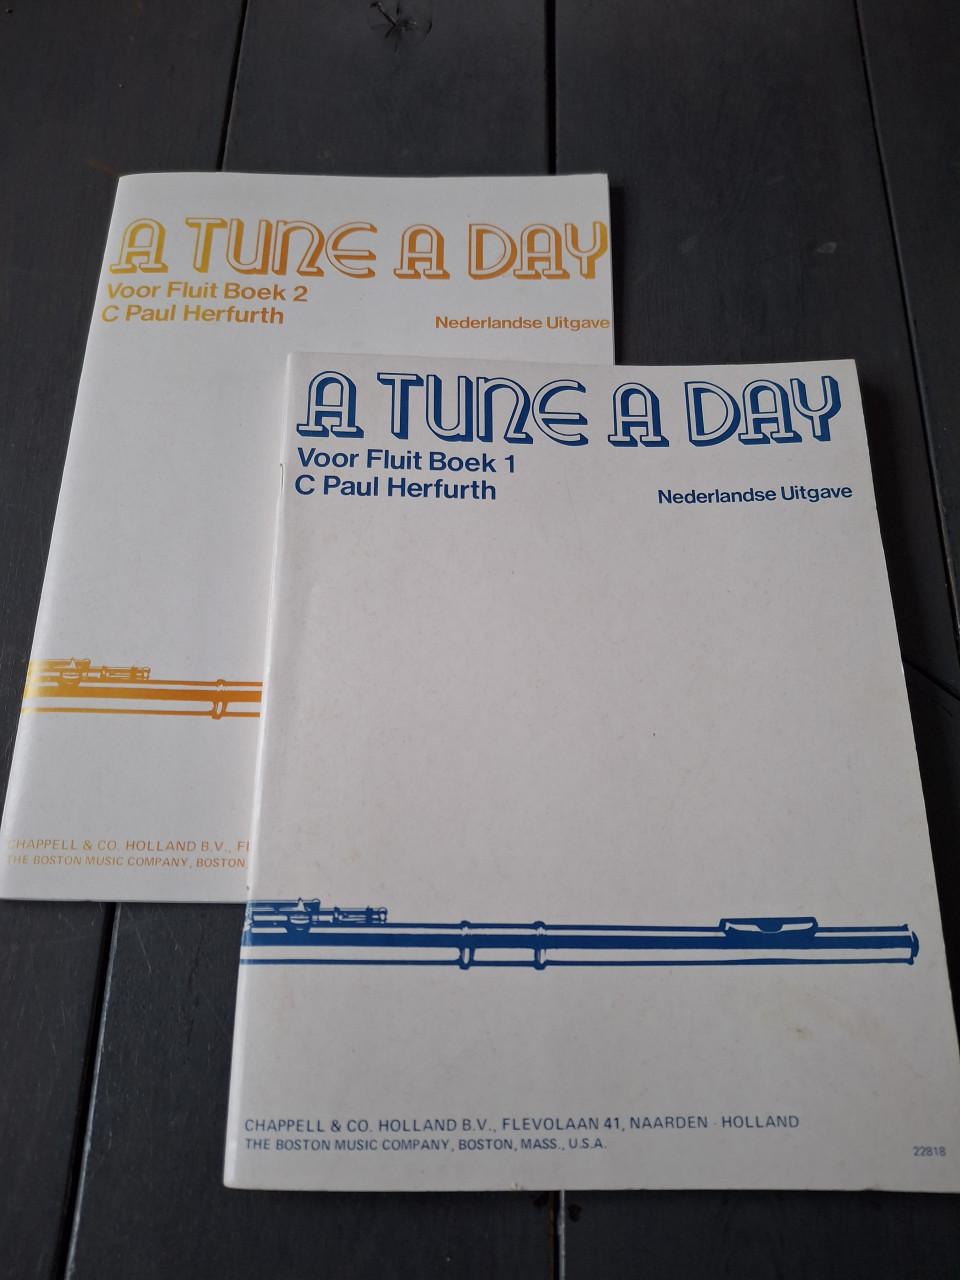 A TUNE A DAY
Voor Fluit Boek 2
C Paul Herfurth
Nederlandse Uitgave
CHAPPELL & CO. HOLLAND B.V.,
THE BOSTON MUSIC COMPANY, BOSTON,
A TUNE A DAY
Voor Fluit Boek 1
C Paul Herfurth
Nederlandse Uitgave
CHAPPELL & CO. HOLLAND B.V., FLEVOLAAN 41, NAARDEN - HOLLAND
THE BOSTON MUSIC COMPANY, BOSTON, MASS., U.S.A.
22818